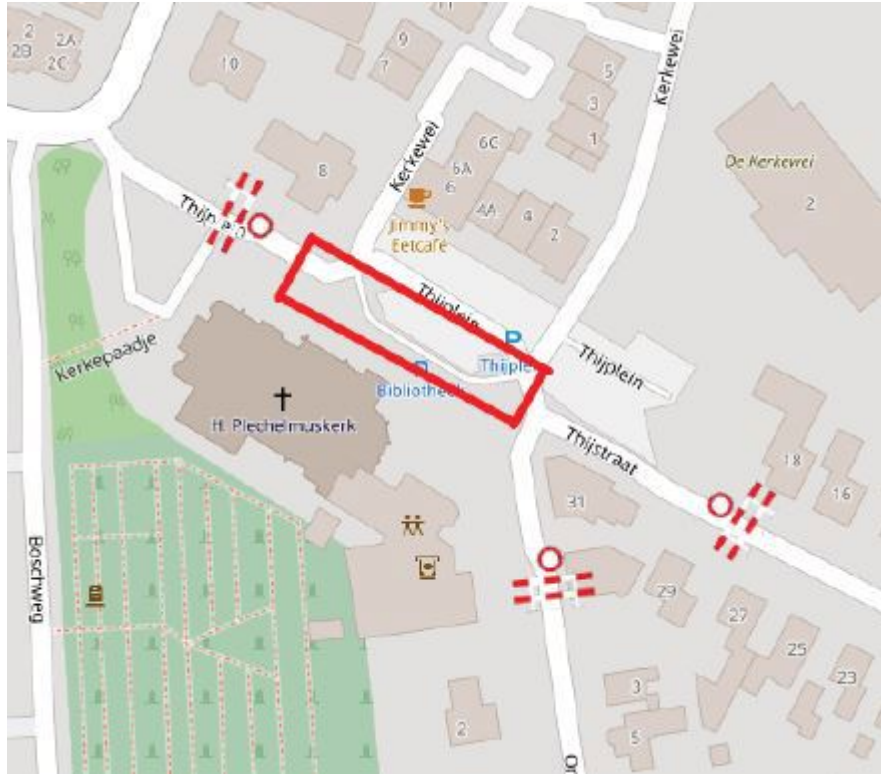 2
2A
2B
2C
9
7
11
10
5
3
1
Kerkewei
Kerkewei
6C
6A
6
4A
4
2
8
De Kerkewei
2
Jimmy's
Eetcafé
Thijplein
Thijplein
P
Thijplein
Bibliotheek
Kerkepaadje
H. Plechelmuskerk
Thijstraat
18
16
31
29
27
25
23
3
5
2
Boschweg